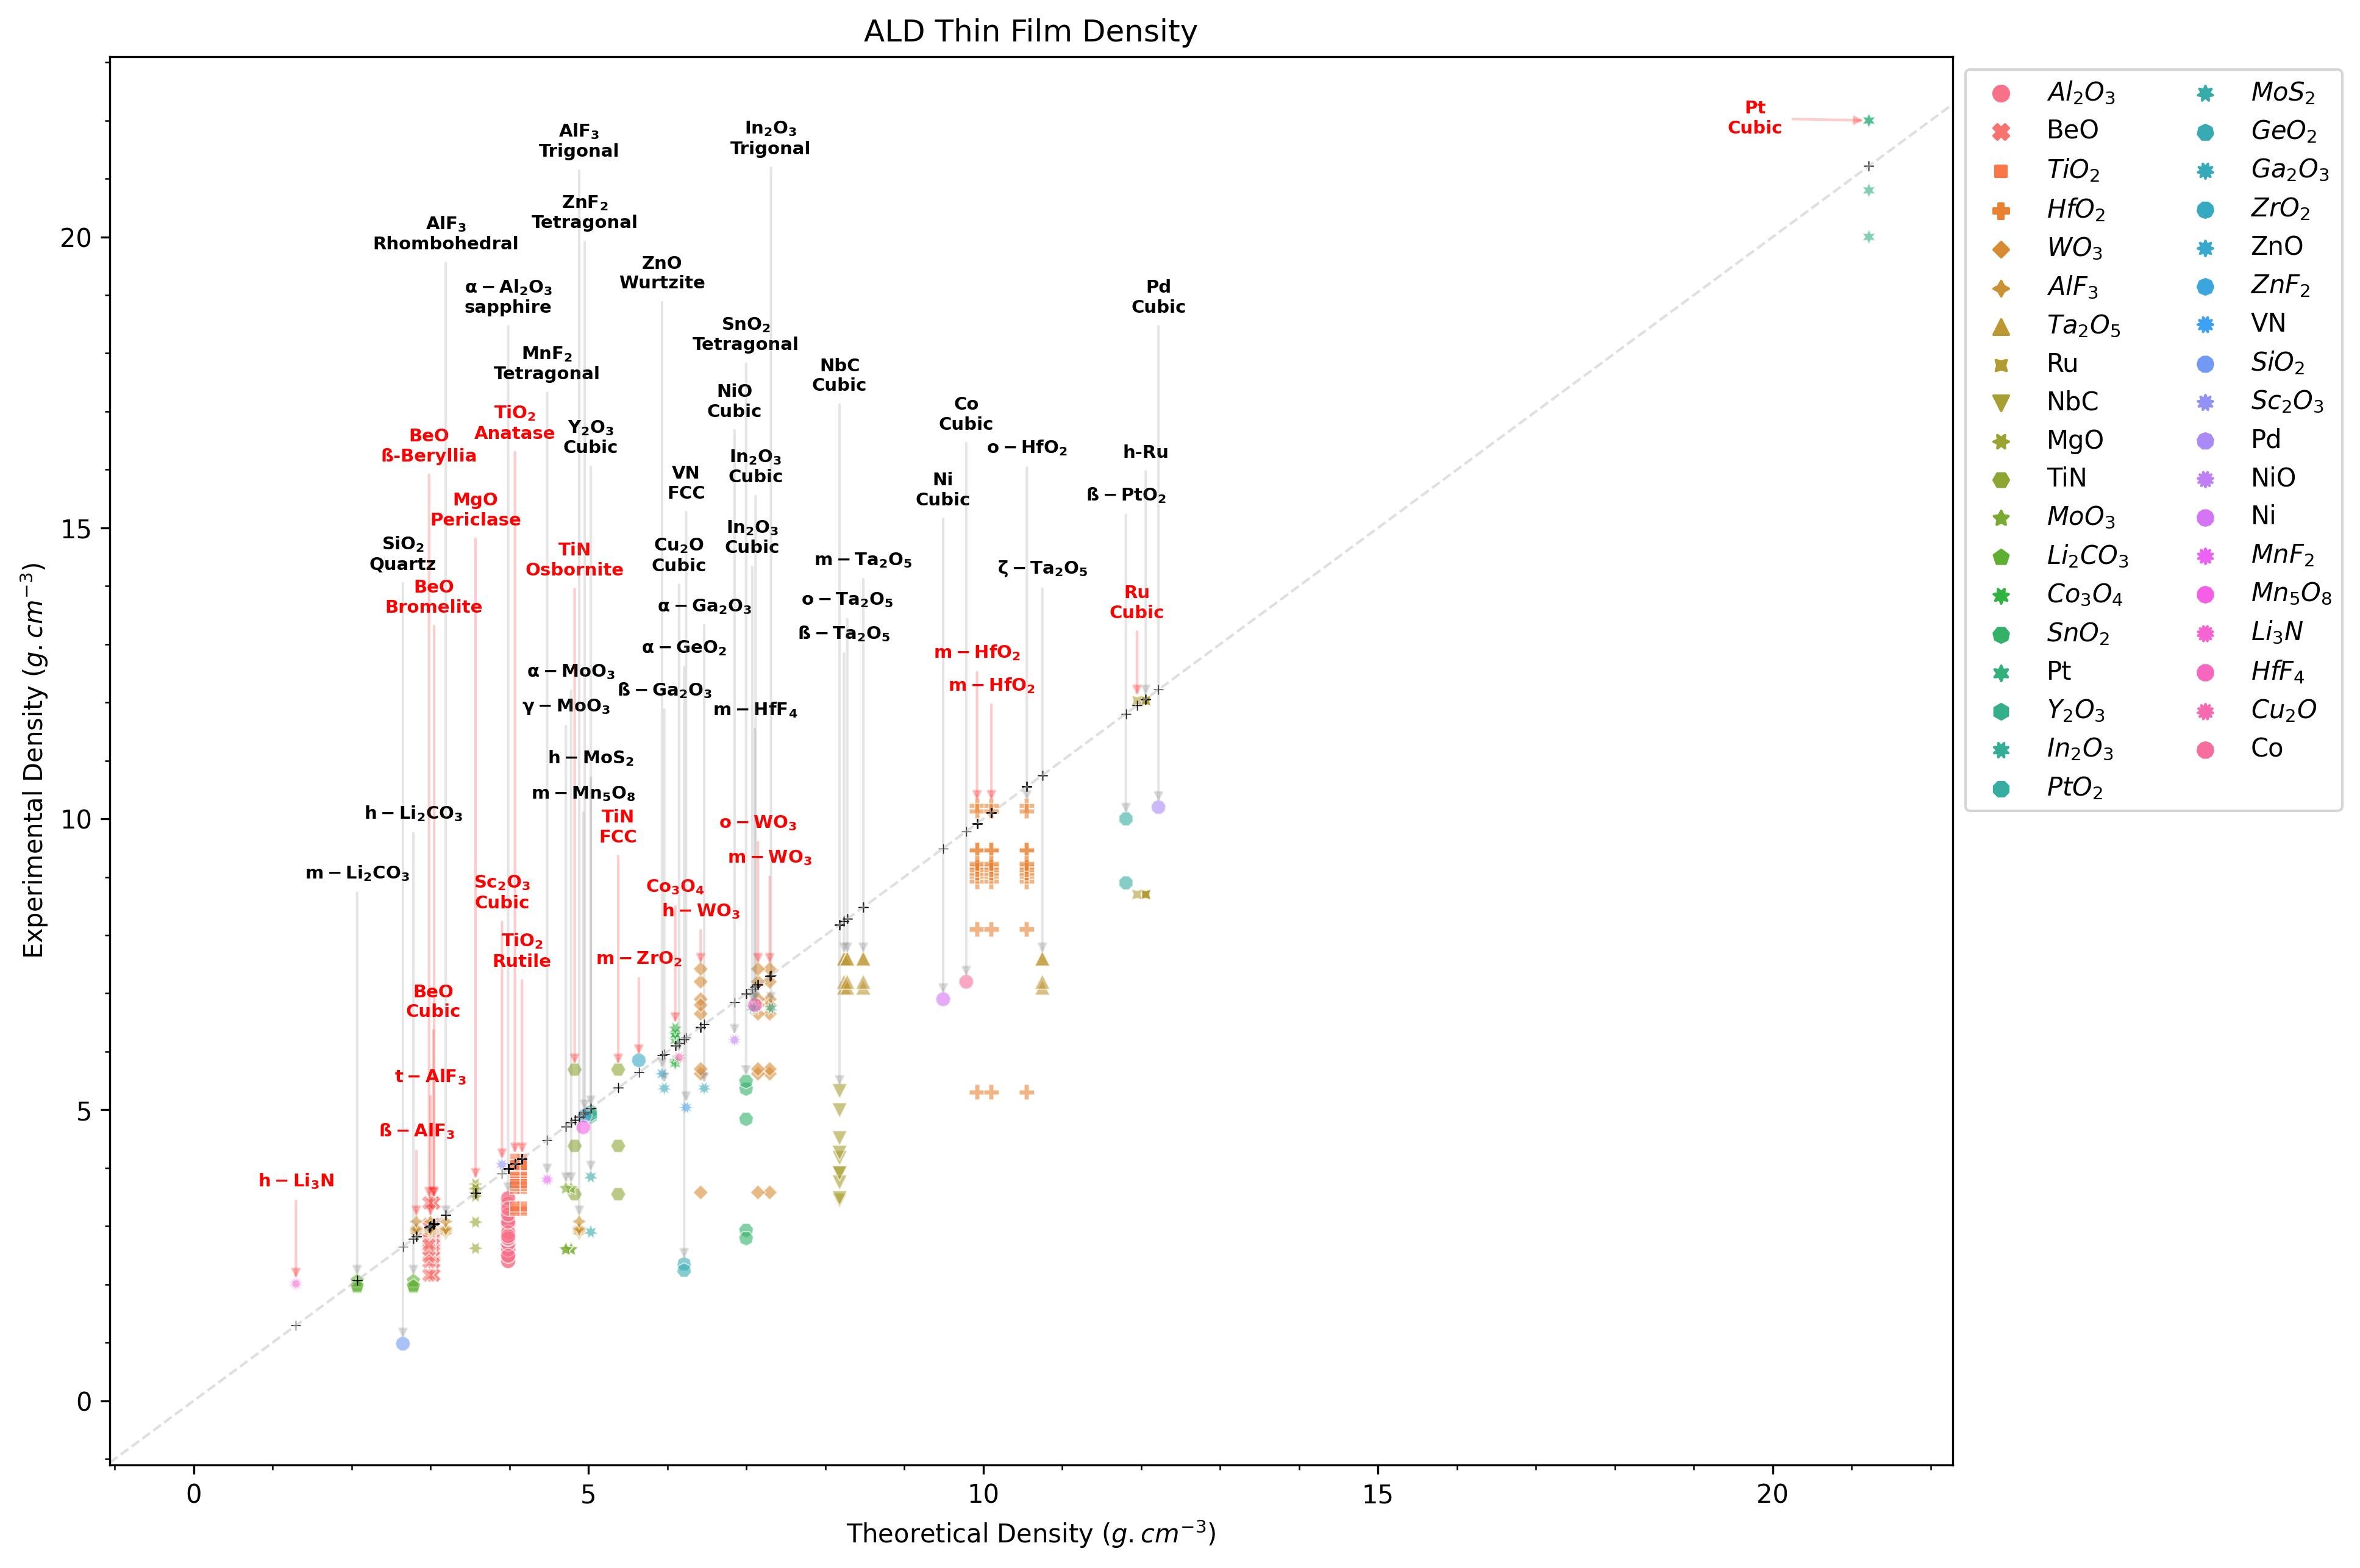 ALD Thin Film Density
Experimental Density (g.cm⁻³)
Theoretical Density (g.cm⁻³)
20
15
10
5
0
0
5
10
15
20
Pt
Cubic
AlF₃
Trigonal
In₂O₃
Trigonal
ZnF₂
Tetragonal
AlF₃
Rhombohedral
ZnO
Wurtzite
α−Al₂O₃
sapphire
Pd
Cubic
SnO₂
Tetragonal
MnF₂
Tetragonal
NbC
Cubic
NiO
Cubic
Co
Cubic
TiO₂
Anatase
BeO
ß-Beryllia
Y₂O₃
Cubic
In₂O₃
Cubic
o−HfO₂
h-Ru
VN
FCC
Ni
Cubic
ß−PtO₂
MgO
Periclase
In₂O₃
Cubic
SiO₂
Quartz
TiN
Osbornite
Cu₂O
Cubic
m−Ta₂O₅
ζ−Ta₂O₅
BeO
Bromelite
α−Ga₂O₃
o−Ta₂O₅
Ru
Cubic
ß−Ta₂O₅
α−GeO₂
m−HfO₂
α−MoO₃
ß−Ga₂O₃
m−HfO₂
γ−MoO₃
m−HfF₄
h−MoS₂
m−Mn₅O₈
h−Li₂CO₃
TiN
FCC
o−WO₃
m−WO₃
m−Li₂CO₃
Sc₂O₃
Cubic
Co₃O₄
h−WO₃
TiO₂
Rutile
m−ZrO₂
BeO
Cubic
t−AlF₃
ß−AlF₃
h−Li₃N
Al₂O₃
BeO
TiO₂
HfO₂
WO₃
AlF₃
Ta₂O₅
Ru
NbC
MgO
TiN
MoO₃
Li₂CO₃
Co₃O₄
SnO₂
Pt
Y₂O₃
In₂O₃
PtO₂
MoS₂
GeO₂
Ga₂O₃
ZrO₂
ZnO
ZnF₂
VN
SiO₂
Sc₂O₃
Pd
NiO
Ni
MnF₂
Mn₅O₈
Li₃N
HfF₄
Cu₂O
Co